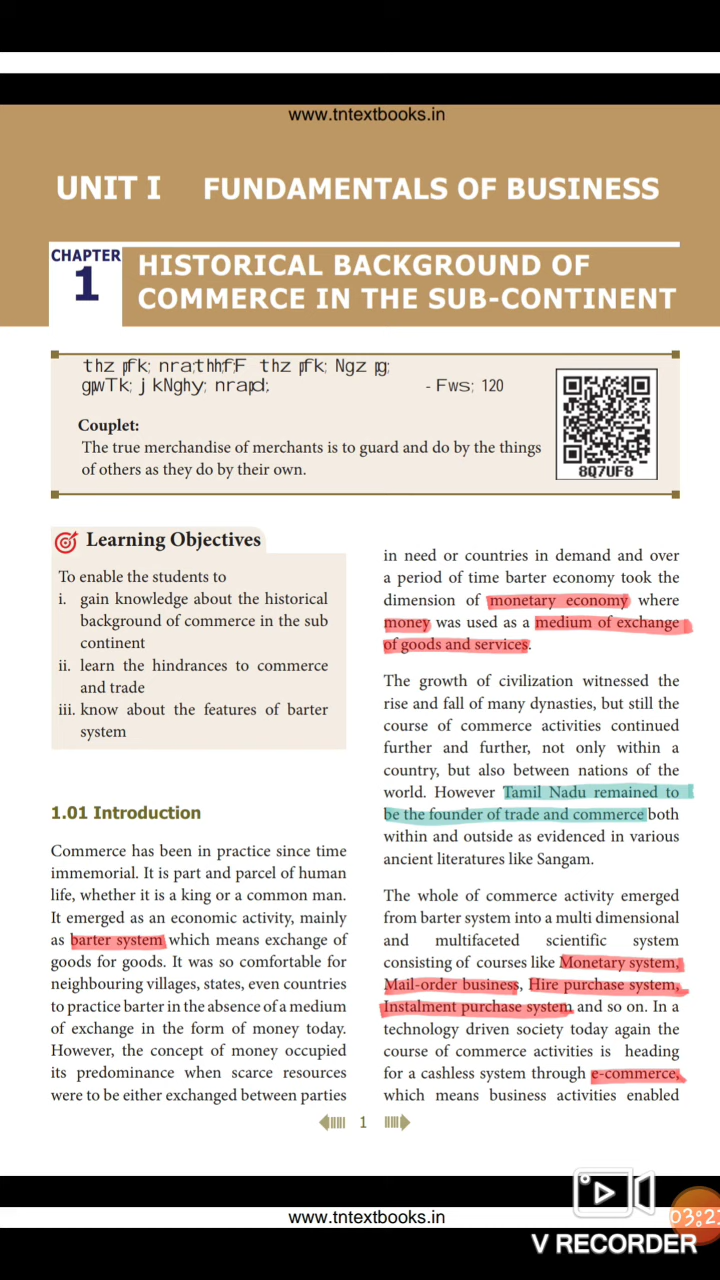 www.tntextbooks.in
UNIT I FUNDAMENTALS OF BUSINESS
CHAPTER
1
HISTORICAL BACKGROUND OF
COMMERCE IN THE SUB-CONTINENT
- Fws; 120
Couplet:
The true merchandise of merchants is to guard and do by the things
of others as they do by their own.
8Q7UF8
Learning Objectives
To enable the students to
i. gain knowledge about the historical
background of commerce in the sub
continent
ii. learn the hindrances to commerce
and trade
iii. know about the features of barter
system
1.01 Introduction
Commerce has been in practice since time
immemorial. It is part and parcel of human
life, whether it is a king or a common man.
It emerged as an economic activity, mainly
as barter system which means exchange of
goods for goods. It was so comfortable for
neighbouring villages, states, even countries
to practice barter in the absence of a medium
of exchange in the form of money today.
However, the concept of money occupied
its predominance when scarce resources
were to be either exchanged between parties
in need or countries in demand and over
a period of time barter economy took the
dimension of monetary economy where
money was used as a medium of exchange
of goods and services.
The growth of civilization witnessed the
rise and fall of many dynasties, but still the
course of commerce activities continued
further and further, not only within a
country, but also between nations of the
world. However Tamil Nadu remained to
be the founder of trade and commerce both
within and outside as evidenced in various
ancient literatures like Sangam.
The whole of commerce activity emerged
from barter system into a multi dimensional
and multifaceted scientific system
consisting of courses like Monetary system,
Mail-order business, Hire purchase system,
Instalment purchase system and so on. In a
technology driven society today again the
course of commerce activities is heading
for a cashless system through e-commerce,
which means business activities enabled
1
www.tntextbooks.in
V RECORDER